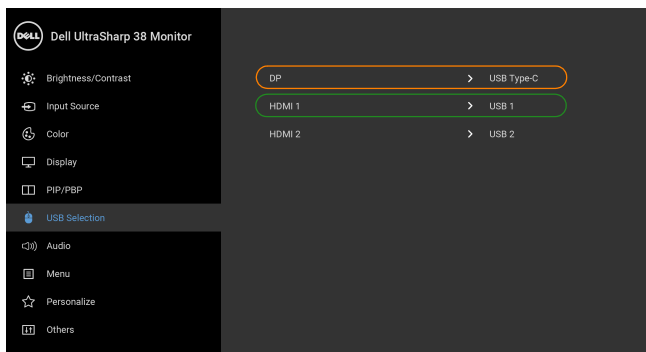 DELL Dell UltraSharp 38 Monitor
Brightness/Contrast
Input Source
Color
Display
PIP/PBP
USB Selection
Audio
Menu
Personalize
Others
DP > USB Type-C
HDMI 1 > USB 1
HDMI 2 > USB 2